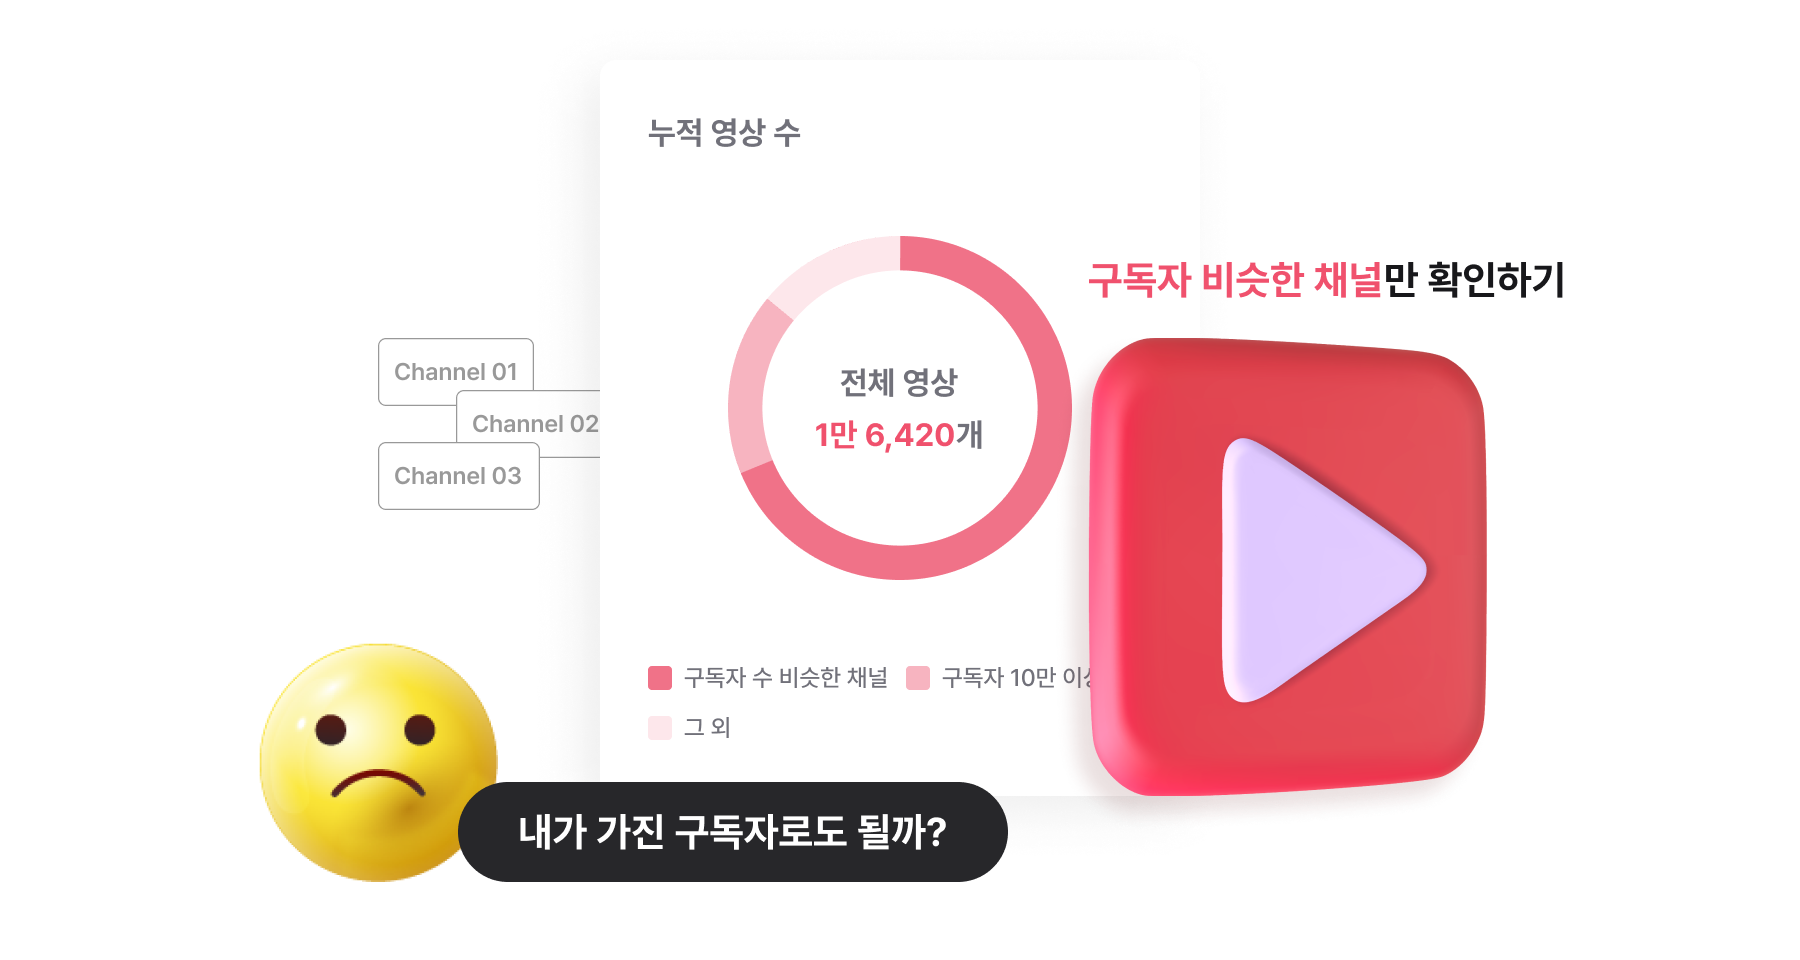 누적 영상 수
구독자 비슷한 채널만 확인하기
Channel 01
Channel 02
Channel 03
전체 영상
1만 6,420개
구독자 수 비슷한 채널
구독자 10만
그 외
내가 가진 구독자로도 될까?